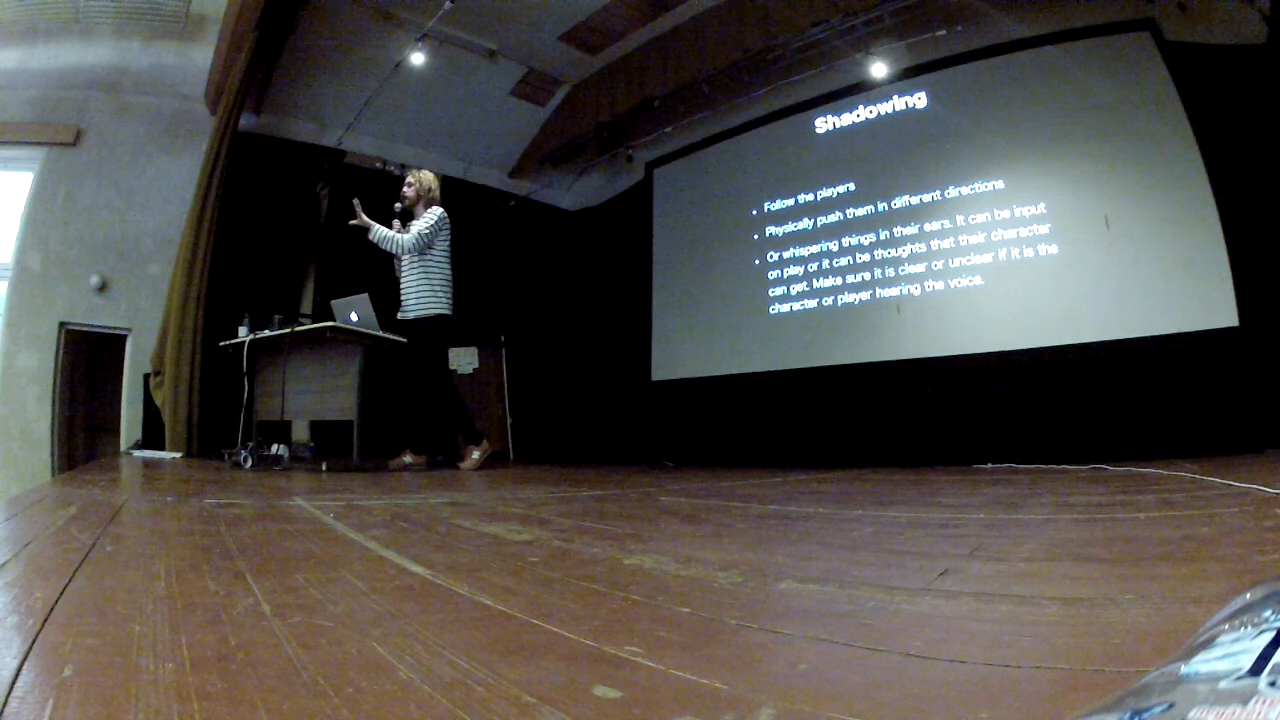 Shadowing
• Follow the players
• Physically push them in different directions
• Or whispering things in their ears. It can be input
on play or it can be thoughts that their character
can get. Make sure it is clear or unclear if it is the
character or player hearing the voice.